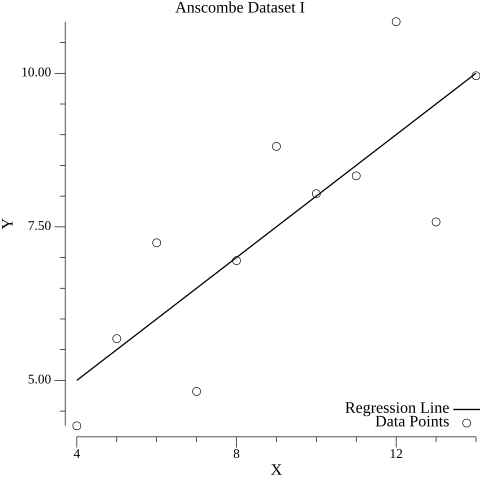 Anscombe Dataset I
10.00
7.50
5.00
Y
Regression Line
Data Points
4
8
12
X